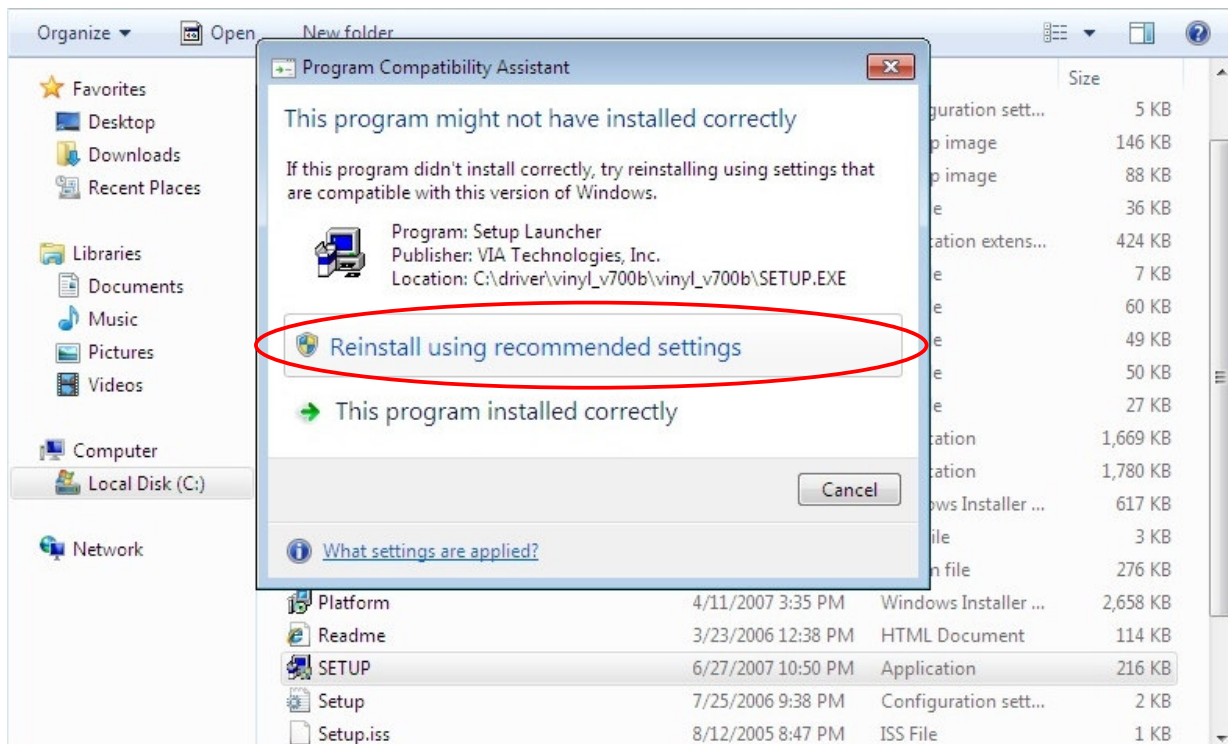 Organize Open New folder
Favorites
Desktop
Downloads
Recent Places
Libraries
Documents
Music
Pictures
Videos
Computer
Local Disk (C:)
Network
Program Compatibility Assistant
This program might not have installed correctly
If this program didn't install correctly, try reinstalling using settings that
are compatible with this version of Windows.
Program: Setup Launcher
Publisher: VIA Technologies, Inc.
Location: C:\driver\vinyl_v700b\vinyl_v700b\SETUP.EXE
Reinstall using recommended settings
This program installed correctly
Cancel
What settings are applied?
Size
sett... 5 KB
image 146 KB
image 88 KB
36 KB
extens... 424 KB
7 KB
60 KB
49 KB
50 KB
27 KB
1,669 KB
1,780 KB
Installer ... 617 KB
3 KB
file 276 KB
Platform 4/11/2007 3:35 PM Windows Installer ... 2,658 KB
Readme 3/23/2006 12:38 PM HTML Document 114 KB
SETUP 6/27/2007 10:50 PM Application 216 KB
Setup 7/25/2006 9:38 PM Configuration sett... 2 KB
Setup.iss 8/12/2005 8:47 PM ISS File 1 KB